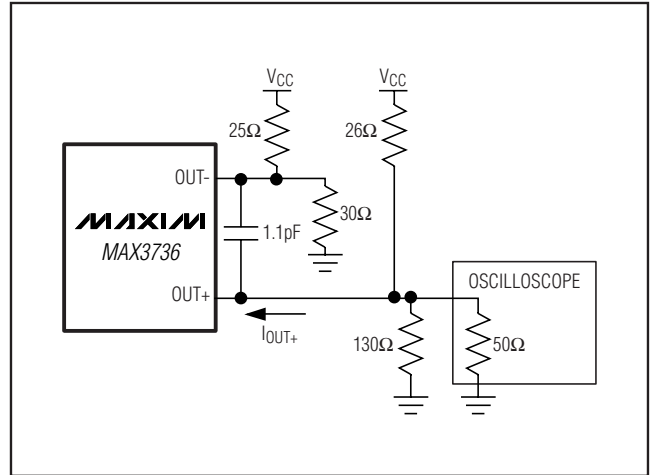 VCC
VCC
25Ω
26Ω
OUT-
MAXIM
MAX3736
1.1pF
30Ω
OSCILLOSCOPE
OUT+
IOUT+
130Ω
50Ω